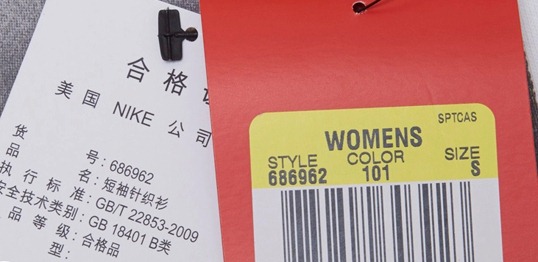 合格
美国 NIKE 公司
货号: 686962
品名: 短袖针织衫
执行标准: GB/T 22853-2009
安全技术类别: GB 18401 B类
品等级: 合格品
型:
SPTCAS
WOMENS
STYLE COLOR SIZE
686962 101 S